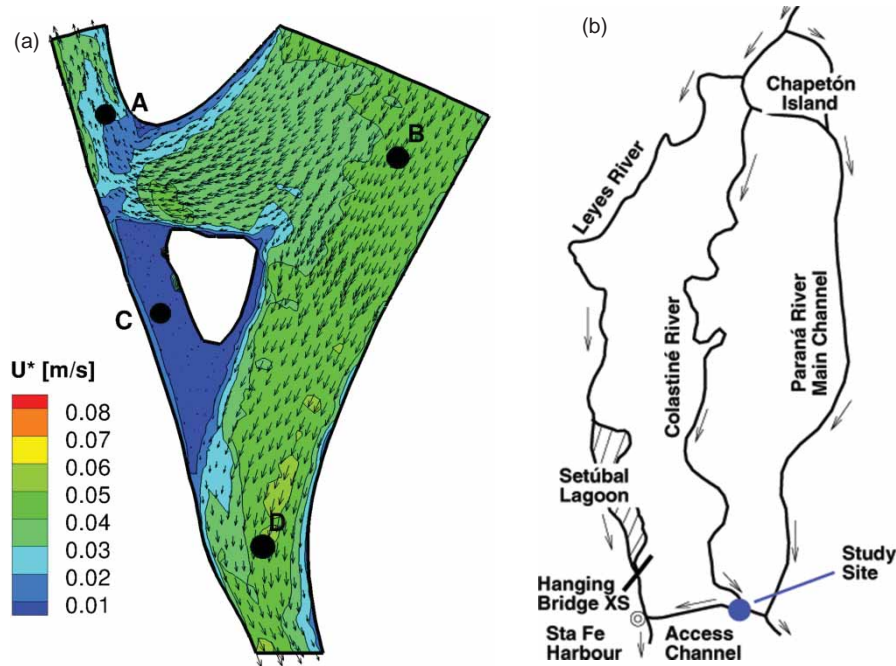 (a)
A
B
C
D
U* [m/s]
0.08
0.07
0.06
0.05
0.04
0.03
0.02
0.01
(b)
Chapetón
Island
Leyes River
Colastiné River
Paraná River
Main Channel
Setúbal
Lagoon
Study
Site
Hanging
Bridge XS
Sta Fe
Harbour
Access
Channel